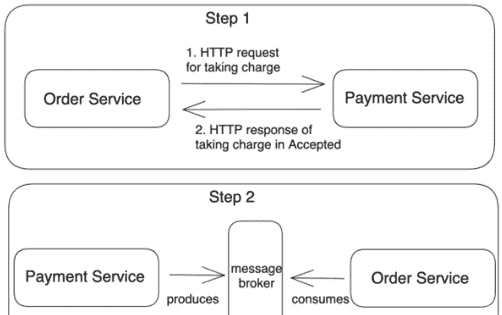 Step 1
1. HTTP request
for taking charge
Order Service
Payment Service
2. HTTP response of
taking charge in Accepted
Step 2
Payment Service
message
broker
Order Service
produces
consumes